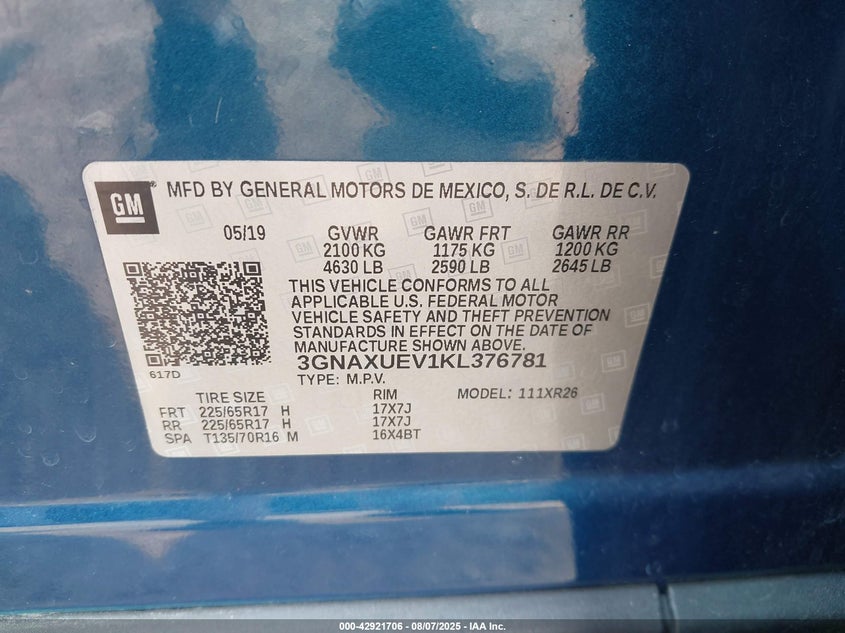 GM
MFD BY GENERAL MOTORS DE MEXICO, S. DE R.L. DE C.V.
05/19 GVWR GAWR FRT GAWR RR
2100 KG 1175 KG 1200 KG
4630 LB 2590 LB 2645 LB
THIS VEHICLE CONFORMS TO ALL
APPLICABLE U.S. FEDERAL MOTOR
VEHICLE SAFETY AND THEFT PREVENTION
STANDARDS IN EFFECT ON THE DATE OF
MANUFACTURE SHOWN ABOVE.
617D
3GNAXUEV1KL376781
TYPE: M.P.V.
TIRE SIZE RIM MODEL: 111XR26
FRT 225/65R17 H 17X7J
RR 225/65R17 H 17X7J
SPA T135/70R16 M 16X4BT
000-42921706 - 08/07/2025 - IAA Inc.